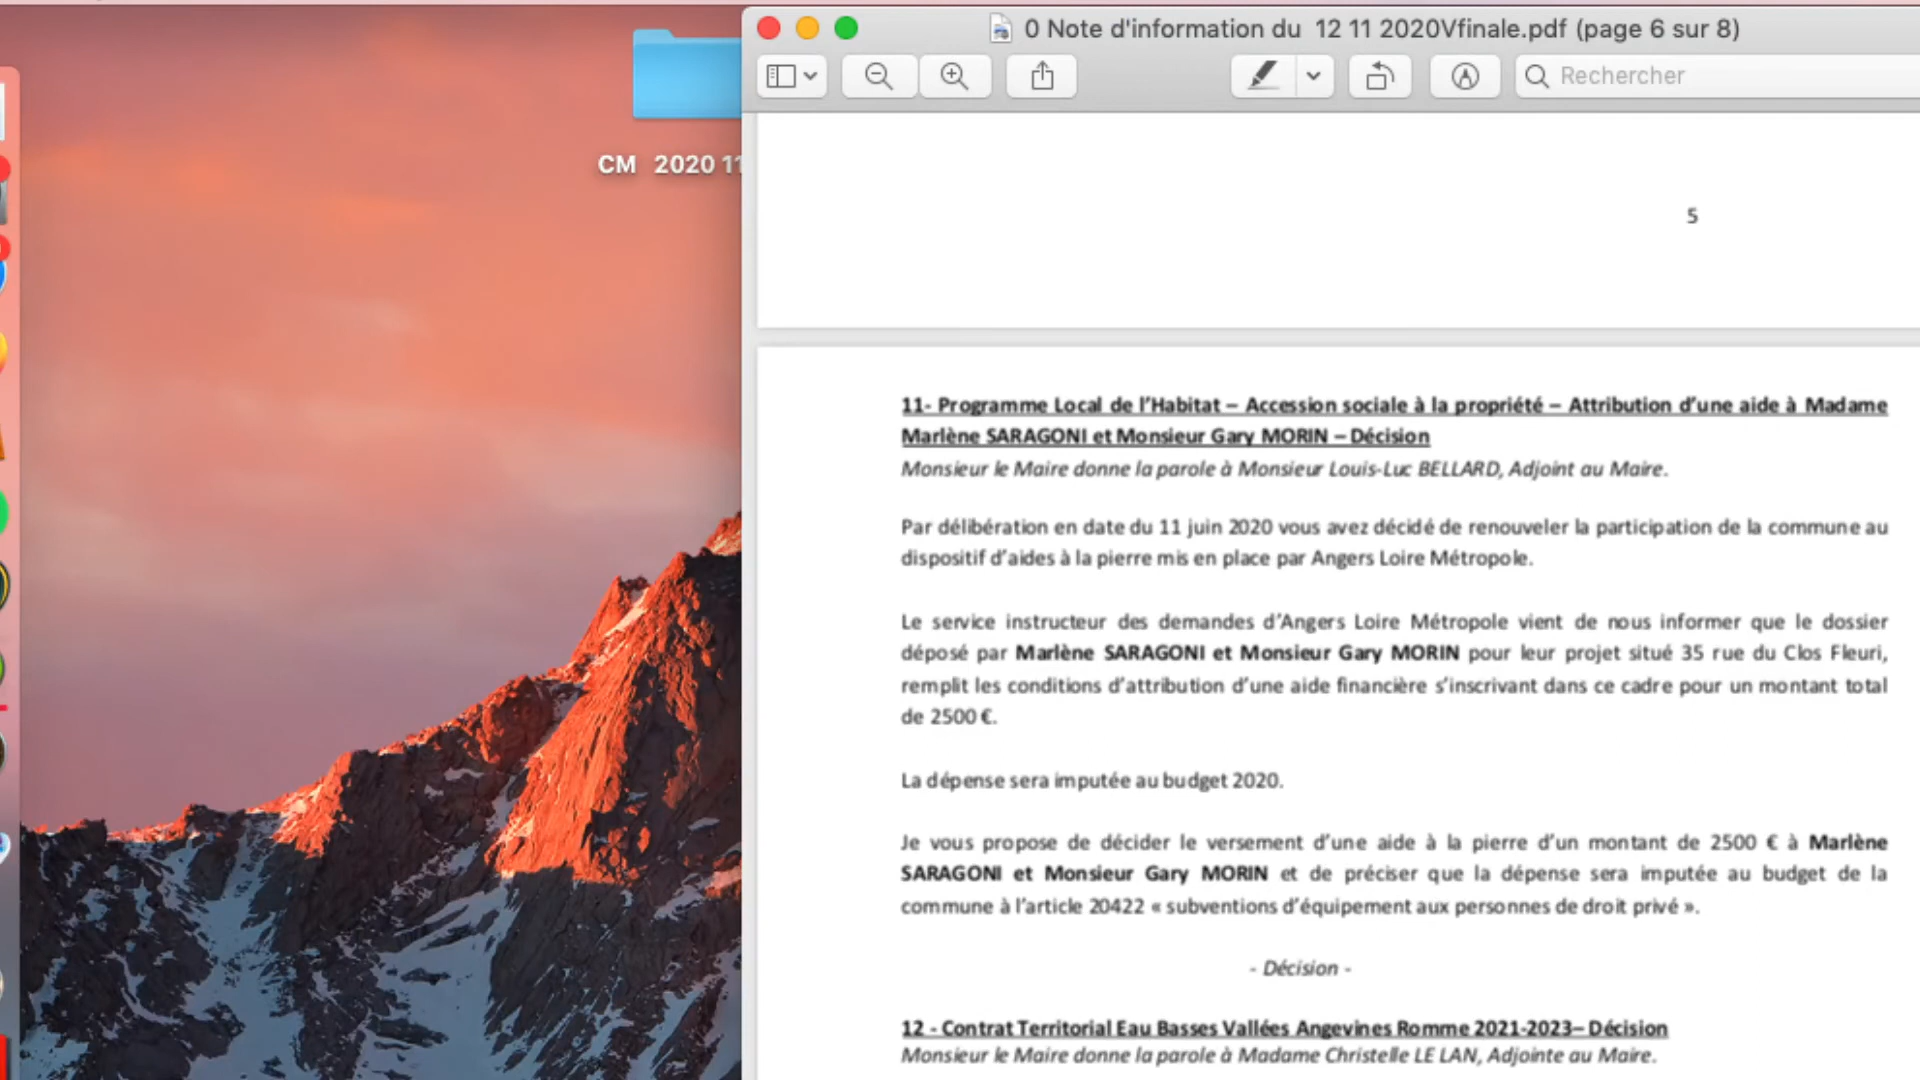 0 Note d'information du  12 11 2020Vfinale.pdf (page 6 sur 8)
Rechercher
CM   2020 11
5
11- Programme Local de l’Habitat – Accession sociale à la propriété – Attribution d’une aide à Madame
Marlène SARAGONI et Monsieur Gary MORIN – Décision
Monsieur le Maire donne la parole à Monsieur Louis-Luc BELLARD, Adjoint au Maire.
Par délibération en date du 11 juin 2020 vous avez décidé de renouveler la participation de la commune au
dispositif d’aides à la pierre mis en place par Angers Loire Métropole.
Le service instructeur des demandes d’Angers Loire Métropole vient de nous informer que le dossier
déposé par Marlène SARAGONI et Monsieur Gary MORIN pour leur projet situé 35 rue du Clos Fleuri,
remplit les conditions d’attribution d’une aide financière s’inscrivant dans ce cadre pour un montant total
de 2500 €.
La dépense sera imputée au budget 2020.
Je vous propose de décider le versement d’une aide à la pierre d’un montant de 2500 € à Marlène
SARAGONI et Monsieur Gary MORIN et de préciser que la dépense sera imputée au budget de la
commune à l’article 20422 « subventions d’équipement aux personnes de droit privé ».
- Décision -
12 - Contrat Territorial Eau Basses Vallées Angevines Romme 2021-2023– Décision
Monsieur le Maire donne la parole à Madame Christelle LE LAN, Adjointe au Maire.